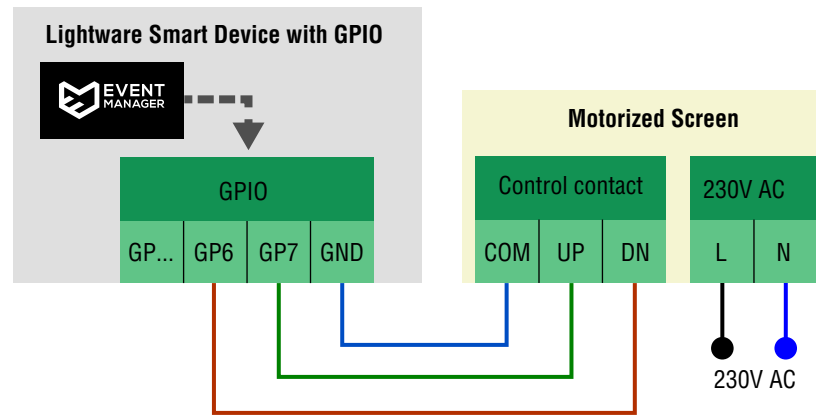 Lightware Smart Device with GPIO
EVENT
MANAGER
Motorized Screen
GPIO
Control contact
230V AC
GP... GP6 GP7 GND
COM UP DN
L N
230V AC